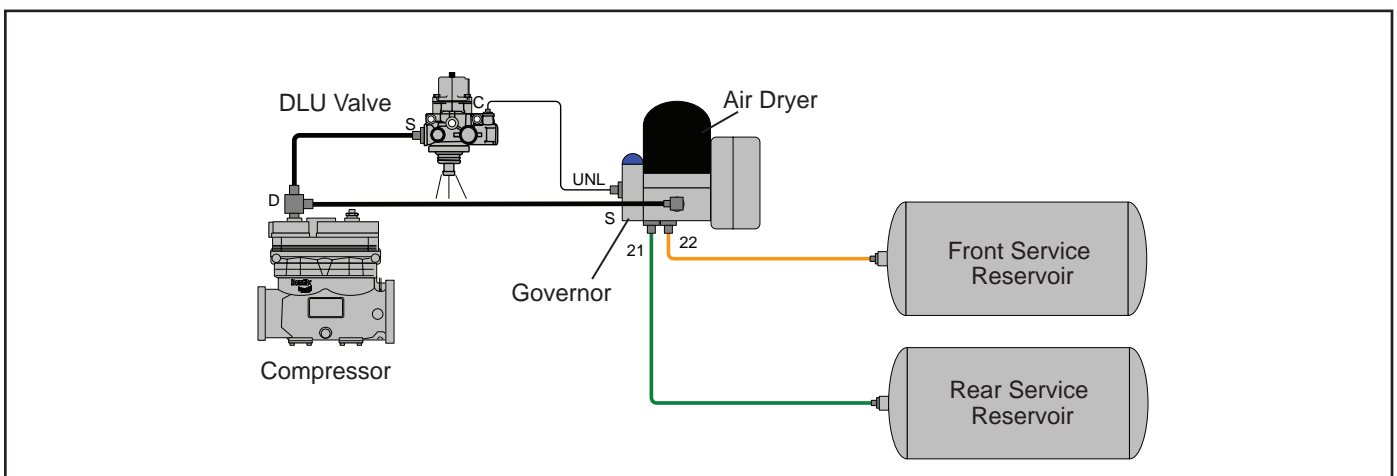 DLU Valve
C
S
Air Dryer
UNL
D
S
21
22
Governor
Compressor
Front Service
Reservoir
Rear Service
Reservoir